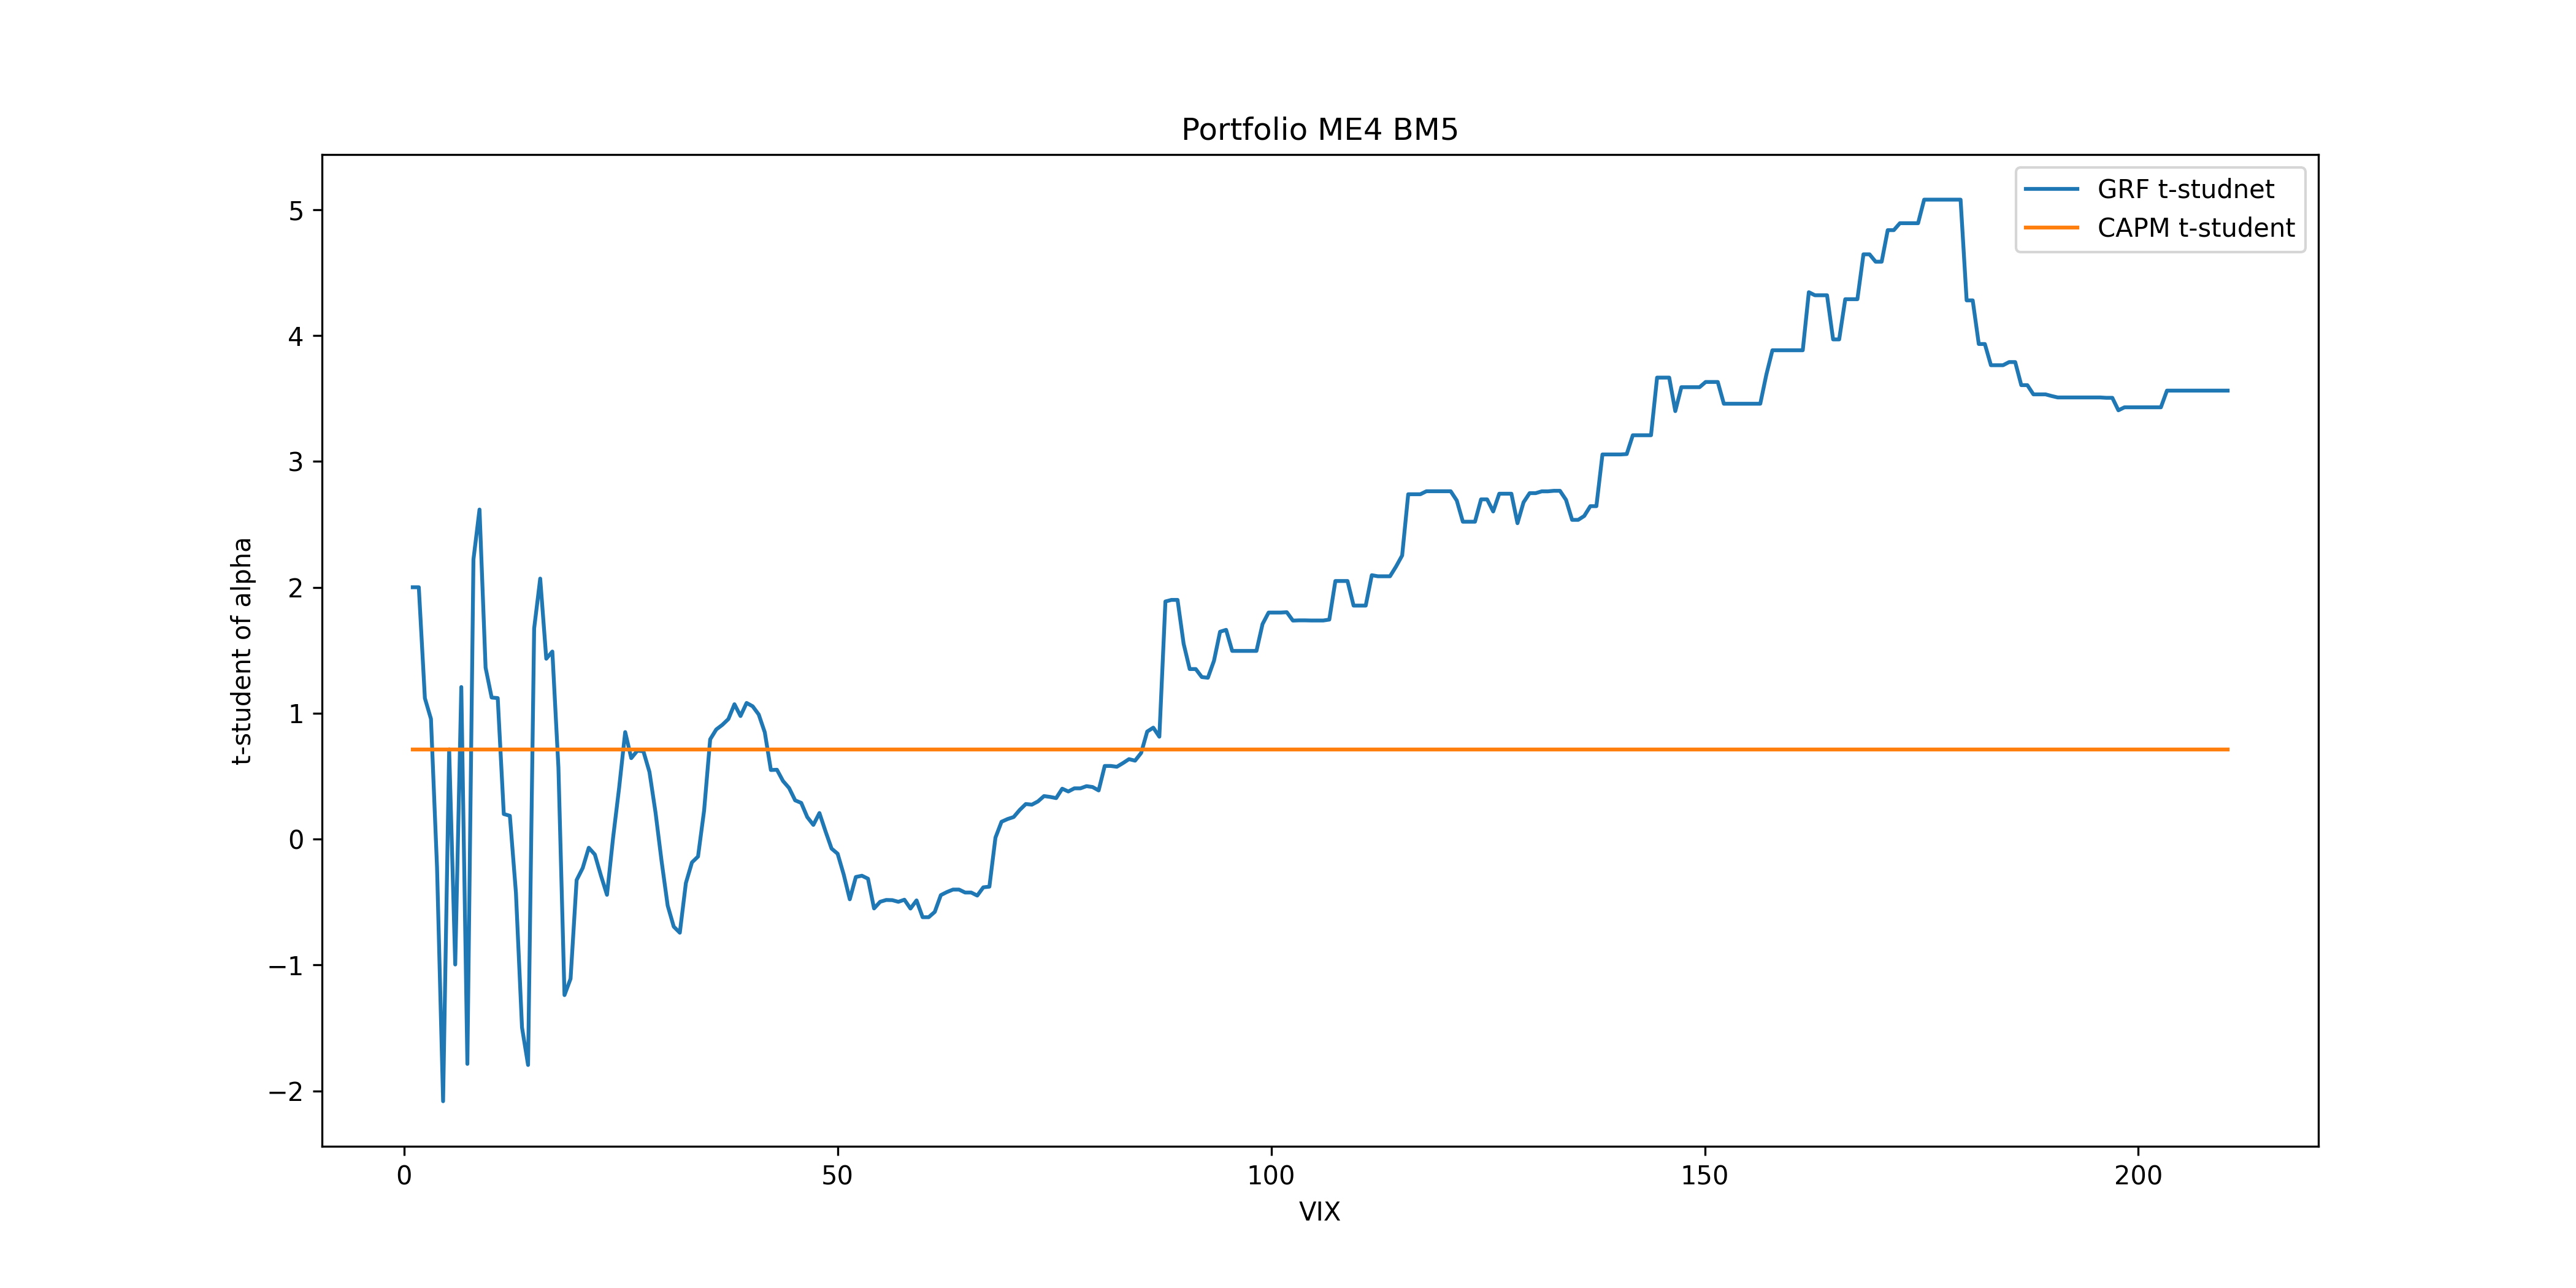 Portfolio ME4 BM5
GRF t-studnet
CAPM t-student
t-student of alpha
5
4
3
2
1
0
−1
−2
0 50 100 150 200
VIX